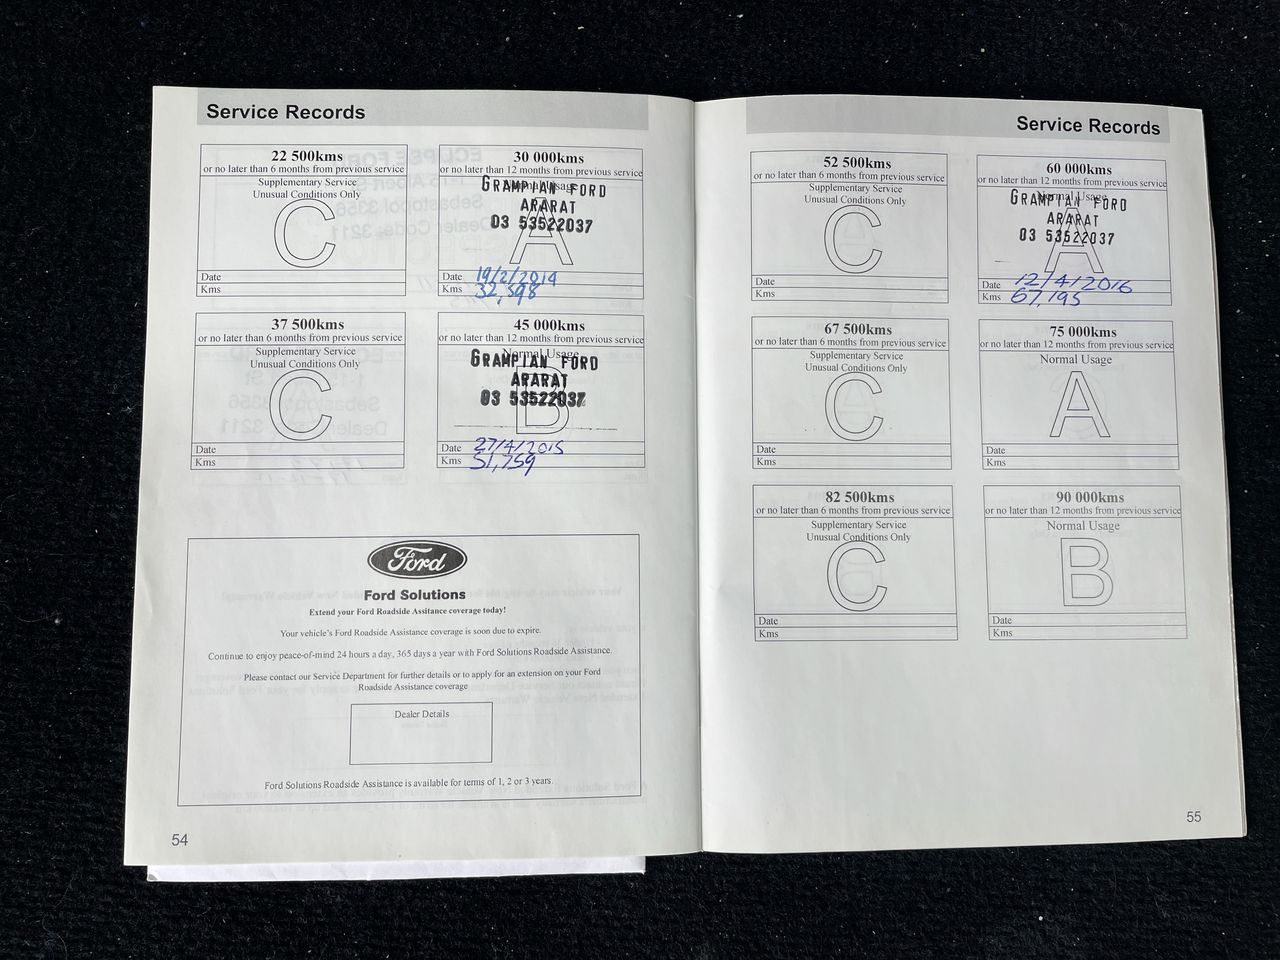 Service Records
22 500kms
or no later than 6 months from previous service
Supplementary Service
Unusual Conditions Only
C
Date
Kms
30 000kms
or no later than 12 months from previous service
Normal Usage
GRAMPIAN FORD
ARARAT
03 53522037
A
Date 19/2/2014
Kms 32,598
37 500kms
or no later than 6 months from previous service
Supplementary Service
Unusual Conditions Only
C
Date
Kms
45 000kms
or no later than 12 months from previous service
Normal Usage
GRAMPIAN FORD
ARARAT
03 53522037
B
Date 27/4/2015
Kms 51,759
Ford
Ford Solutions
Extend your Ford Roadside Assitance coverage today!
Your vehicle's Ford Roadside Assistance coverage is soon due to expire.
Continue to enjoy peace-of-mind 24 hours a day, 365 days a year with Ford Solutions Roadside Assistance.
Please contact our Service Department for further details or to apply for an extension on your Ford
Roadside Assistance coverage
Dealer Details
Ford Solutions Roadside Assistance is available for terms of 1, 2 or 3 years.
54
Service Records
52 500kms
or no later than 6 months from previous service
Supplementary Service
Unusual Conditions Only
C
Date
Kms
60 000kms
or no later than 12 months from previous service
Normal Usage
GRAMPIAN FORD
ARARAT
03 53522037
A
Date 12/4/2016
Kms 67,195
67 500kms
or no later than 6 months from previous service
Supplementary Service
Unusual Conditions Only
C
Date
Kms
75 000kms
or no later than 12 months from previous service
Normal Usage
A
Date
Kms
82 500kms
or no later than 6 months from previous service
Supplementary Service
Unusual Conditions Only
C
Date
Kms
90 000kms
or no later than 12 months from previous service
Normal Usage
B
Date
Kms
55